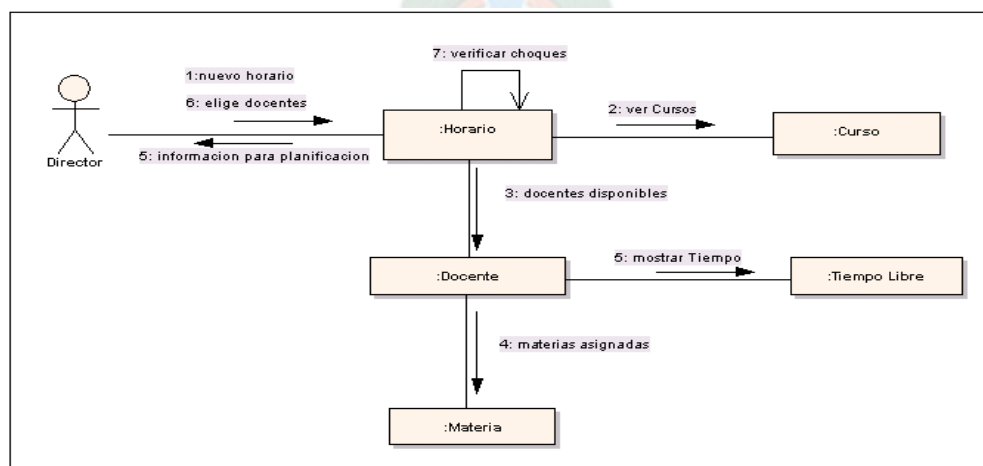 7: verificar choques
1:nuevo horario
6: elige docentes
:Horario
2: ver Cursos
:Curso
Director
5: informacion para planificacion
3: docentes disponibles
:Docente
5: mostrar Tiempo
:Tiempo Libre
4: materias asignadas
:Materia